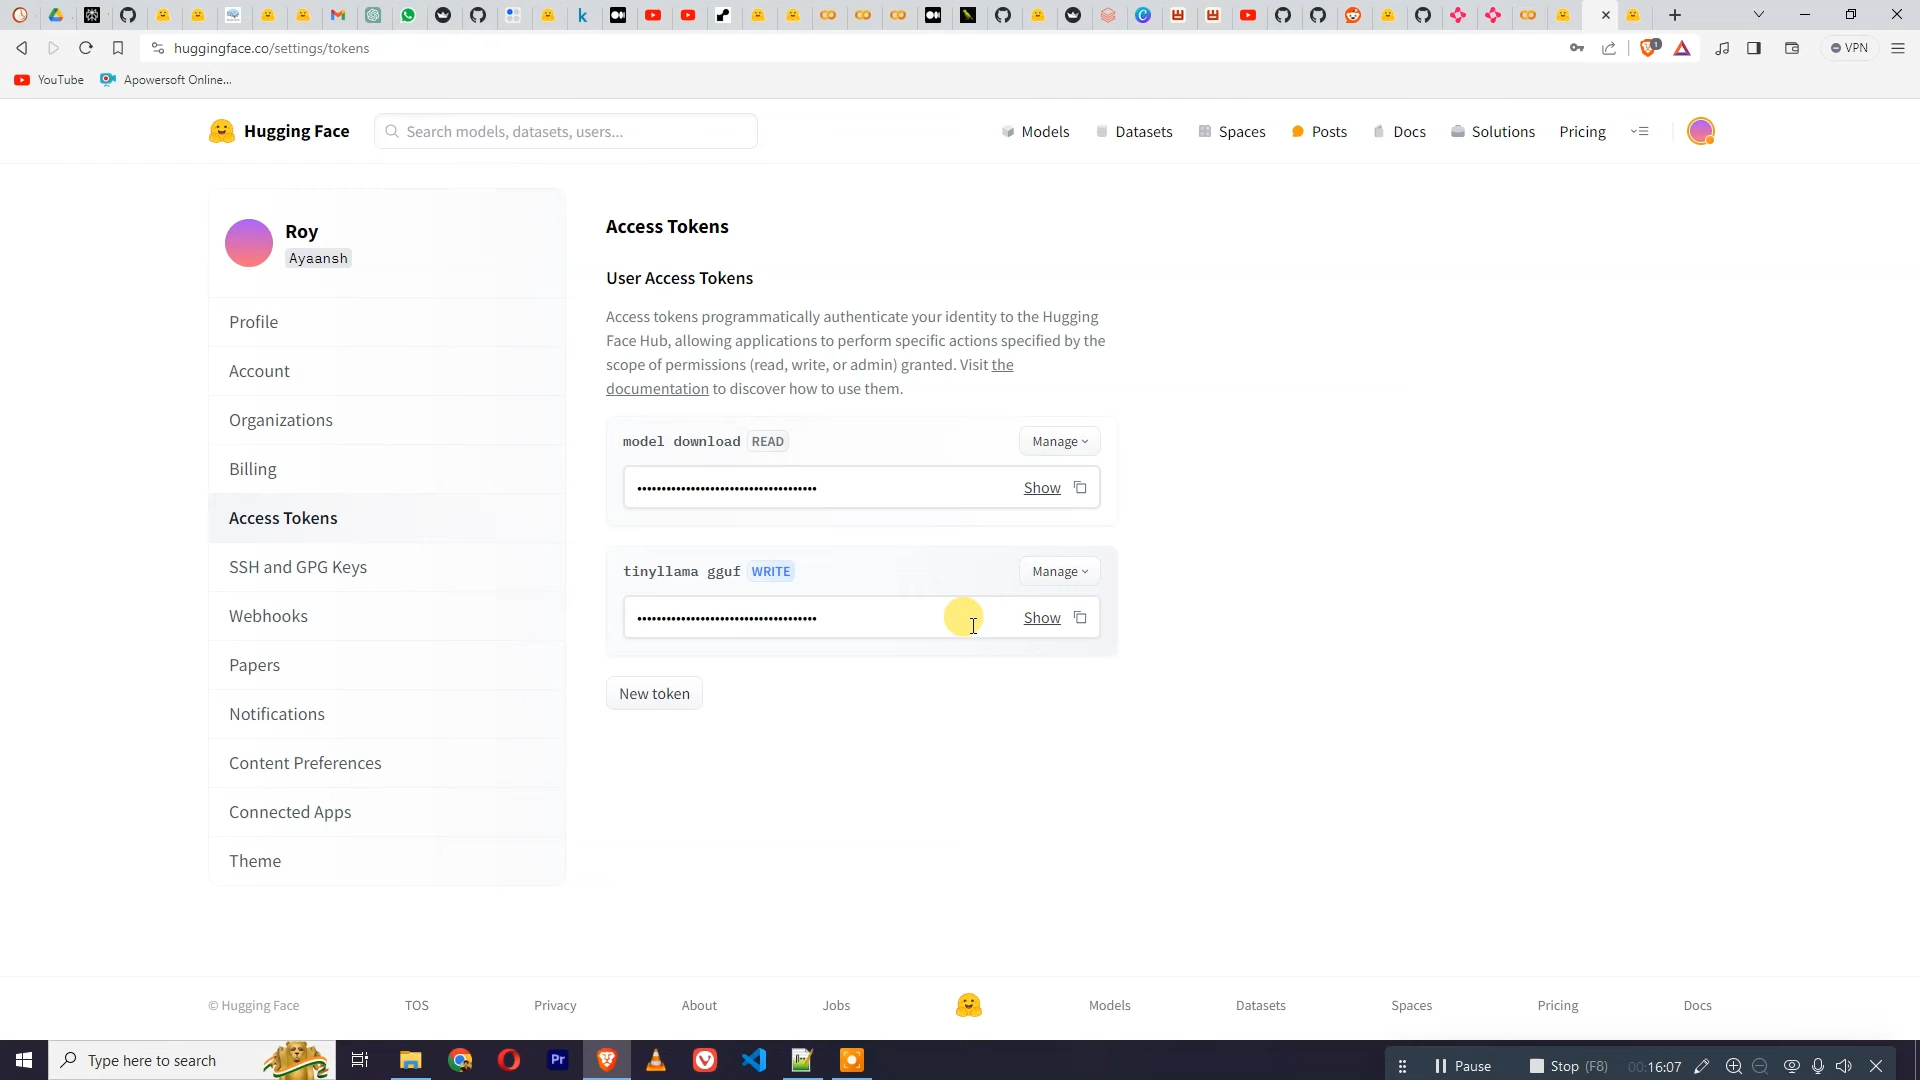 huggingface.co/settings/tokens
VPN
YouTube
Apowersoft Online...
Hugging Face
Search models, datasets, users...
Models
Datasets
Spaces
Posts
Docs
Solutions
Pricing
Roy
Ayaansh
Profile
Account
Organizations
Billing
Access Tokens
SSH and GPG Keys
Webhooks
Papers
Notifications
Content Preferences
Connected Apps
Theme
Access Tokens
User Access Tokens
Access tokens programmatically authenticate your identity to the Hugging
Face Hub, allowing applications to perform specific actions specified by the
scope of permissions (read, write, or admin) granted. Visit the
documentation to discover how to use them.
model download READ
Manage
Show
tinyllama gguf WRITE
Manage
Show
New token
© Hugging Face
TOS
Privacy
About
Jobs
Models
Datasets
Spaces
Pricing
Docs
Type here to search
Pr
Pause
Stop (F8)
00:16:07